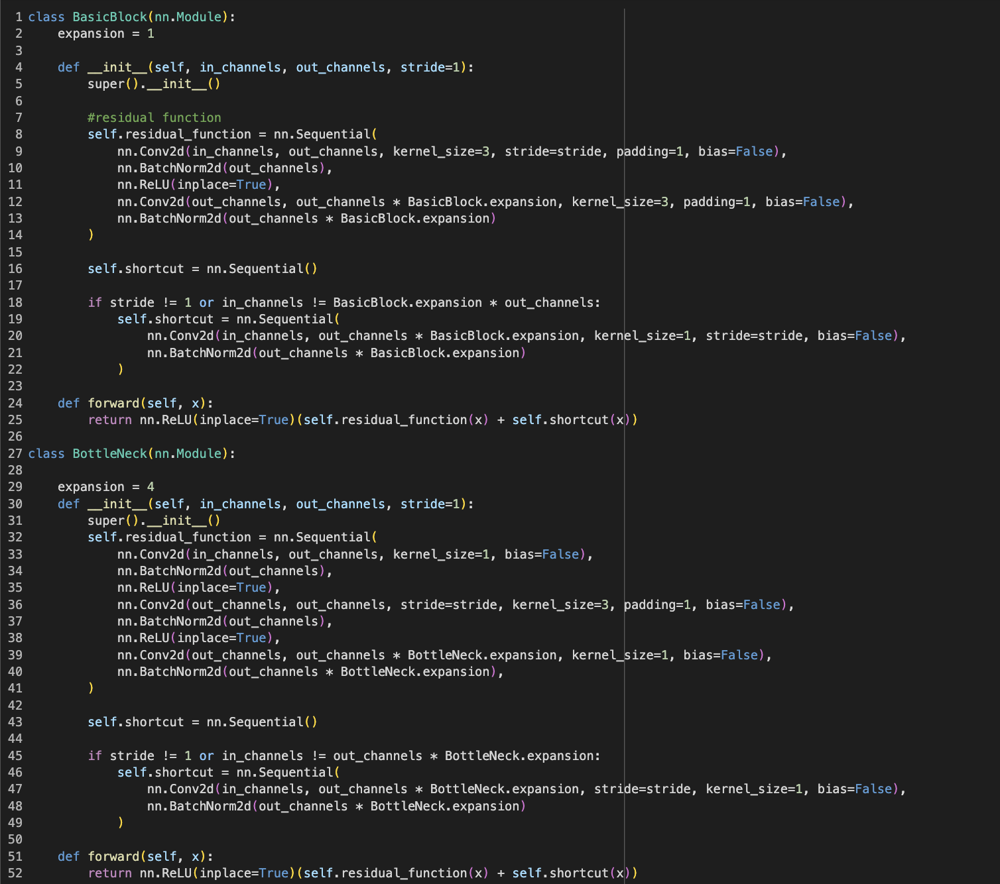 1 class BasicBlock(nn.Module):
2     expansion = 1
3
4     def __init__(self, in_channels, out_channels, stride=1):
5         super().__init__()
6
7         #residual function
8         self.residual_function = nn.Sequential(
9             nn.Conv2d(in_channels, out_channels, kernel_size=3, stride=stride, padding=1, bias=False),
10             nn.BatchNorm2d(out_channels),
11             nn.ReLU(inplace=True),
12             nn.Conv2d(out_channels, out_channels * BasicBlock.expansion, kernel_size=3, padding=1, bias=False),
13             nn.BatchNorm2d(out_channels * BasicBlock.expansion)
14         )
15
16         self.shortcut = nn.Sequential()
17
18         if stride != 1 or in_channels != BasicBlock.expansion * out_channels:
19             self.shortcut = nn.Sequential(
20                 nn.Conv2d(in_channels, out_channels * BasicBlock.expansion, kernel_size=1, stride=stride, bias=False),
21                 nn.BatchNorm2d(out_channels * BasicBlock.expansion)
22             )
23
24     def forward(self, x):
25         return nn.ReLU(inplace=True)(self.residual_function(x) + self.shortcut(x))
26
27 class BottleNeck(nn.Module):
28
29     expansion = 4
30     def __init__(self, in_channels, out_channels, stride=1):
31         super().__init__()
32         self.residual_function = nn.Sequential(
33             nn.Conv2d(in_channels, out_channels, kernel_size=1, bias=False),
34             nn.BatchNorm2d(out_channels),
35             nn.ReLU(inplace=True),
36             nn.Conv2d(out_channels, out_channels, stride=stride, kernel_size=3, padding=1, bias=False),
37             nn.BatchNorm2d(out_channels),
38             nn.ReLU(inplace=True),
39             nn.Conv2d(out_channels, out_channels * BottleNeck.expansion, kernel_size=1, bias=False),
40             nn.BatchNorm2d(out_channels * BottleNeck.expansion),
41         )
42
43         self.shortcut = nn.Sequential()
44
45         if stride != 1 or in_channels != out_channels * BottleNeck.expansion:
46             self.shortcut = nn.Sequential(
47                 nn.Conv2d(in_channels, out_channels * BottleNeck.expansion, stride=stride, kernel_size=1, bias=False),
48                 nn.BatchNorm2d(out_channels * BottleNeck.expansion)
49             )
50
51     def forward(self, x):
52         return nn.ReLU(inplace=True)(self.residual_function(x) + self.shortcut(x))